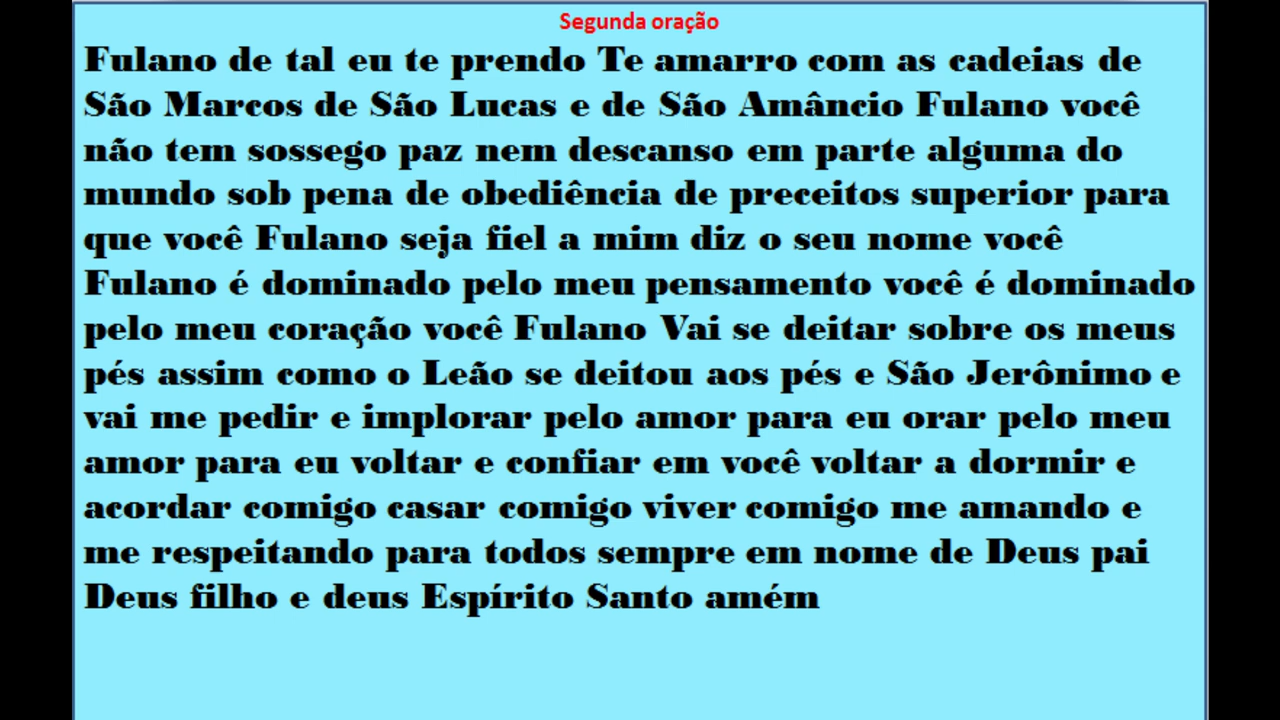 Segunda oração
Fulano de tal eu te prendo Te amarro com as cadeias de
São Marcos de São Lucas e de São Amâncio Fulano você
não tem sossego paz nem descanso em parte alguma do
mundo sob pena de obediência de preceitos superior para
que você Fulano seja fiel a mim diz o seu nome você
Fulano é dominado pelo meu pensamento você é dominado
pelo meu coração você Fulano Vai se deitar sobre os meus
pés assim como o Leão se deitou aos pés e São Jerônimo e
vai me pedir e implorar pelo amor para eu orar pelo meu
amor para eu voltar e confiar em você voltar a dormir e
acordar comigo casar comigo viver comigo me amando e
me respeitando para todos sempre em nome de Deus pai
Deus filho e deus Espírito Santo amém